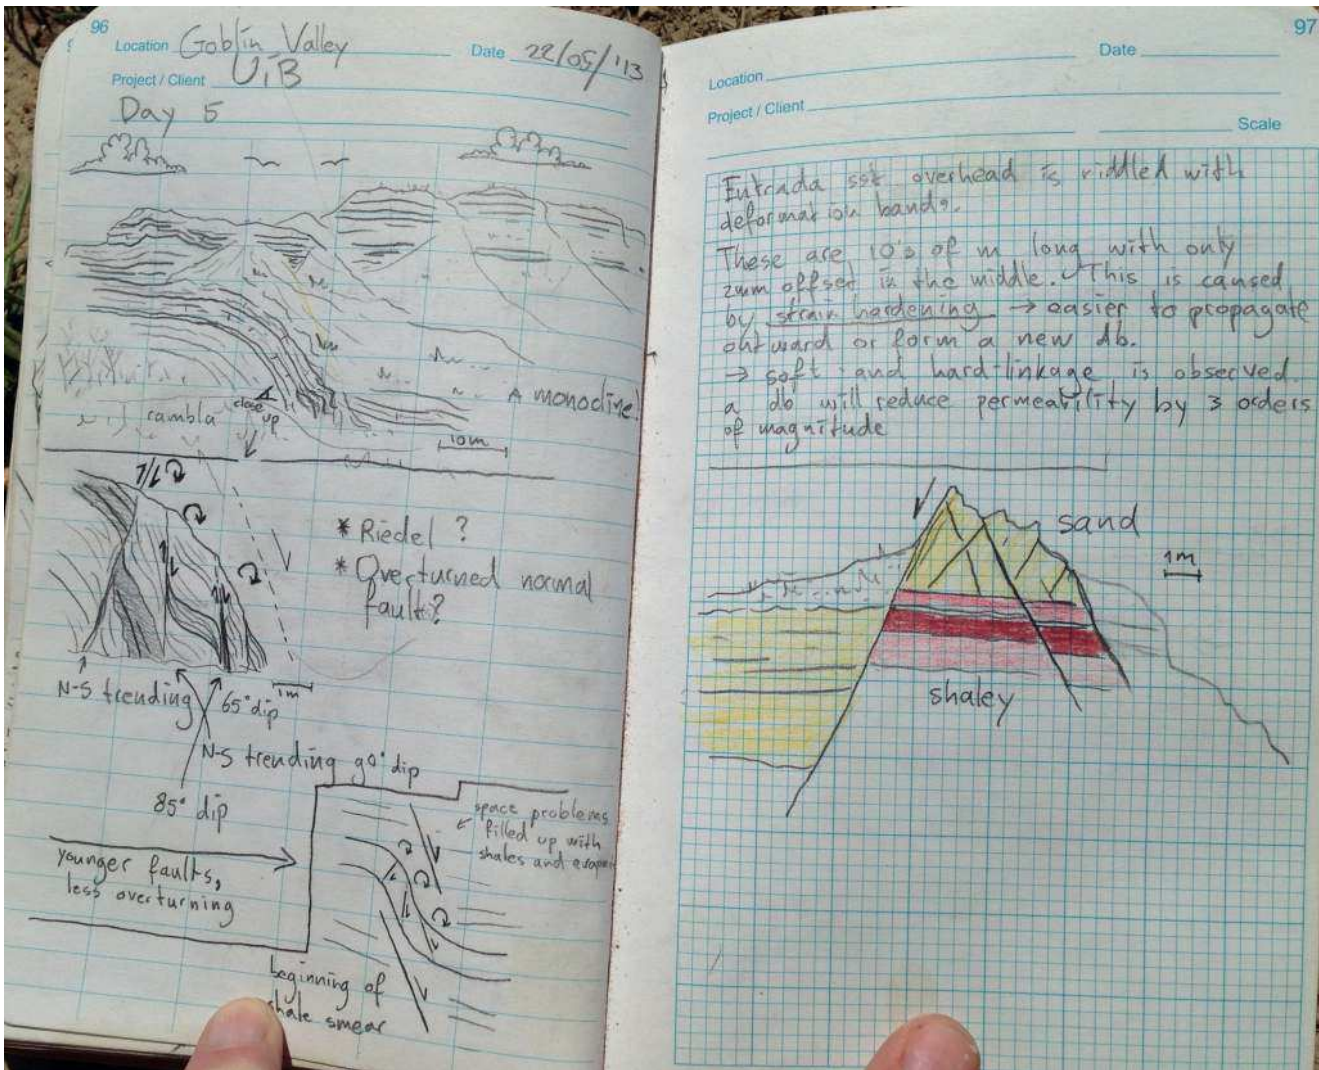 96
Location Goblin Valley Date 22/05/'13
Project / Client UiB
Day 5
A monocline!
rambla
close up
10m
* Riedel ?
* Overturned normal
fault?
1m
N-S trending
65° dip
N-S trending 90° dip
85° dip
younger faults,
less overturning
space problems
filled up with
shales and
beginning of
shale smear
97
Location Date
Project / Client
Scale
Entrada sst overhead is riddled with
deformation bands.
These are 10's of m long with only
2mm offset in the middle. This is caused
by strain hardening → easier to propagate
outward or form a new db.
→ soft and hard-linkage is observed.
a db will reduce permeability by 3 orders
of magnitude
sand
1m
shaley